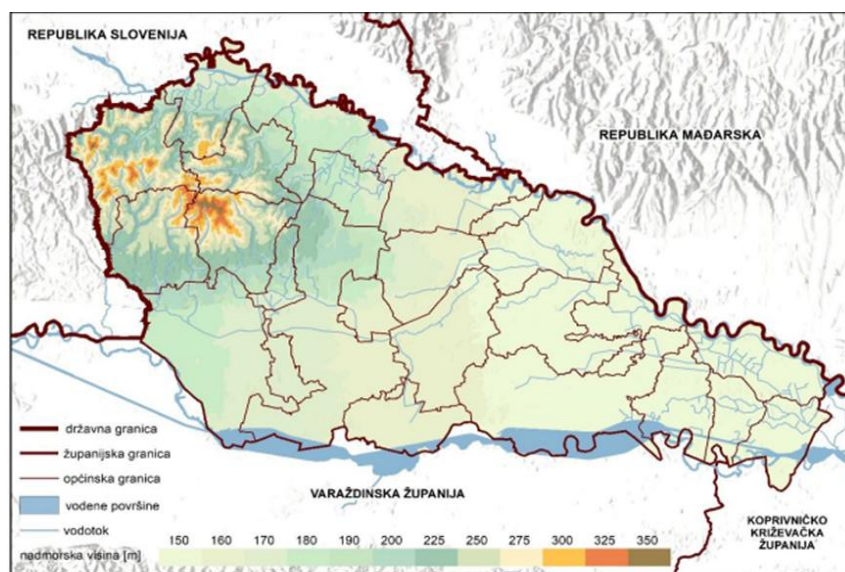 REPUBLIKA SLOVENIJA
REPUBLIKA MAĐARSKA
državna granica
županijska granica
općinska granica
vodene površine
vodotok
VARAŽDINSKA ŽUPANIJA
KOPRIVNIČKO
KRIŽEVAČKA
ŽUPANIJA
150 160 170 180 190 200 225 250 275 300 325 350
nadmorska visina [m]